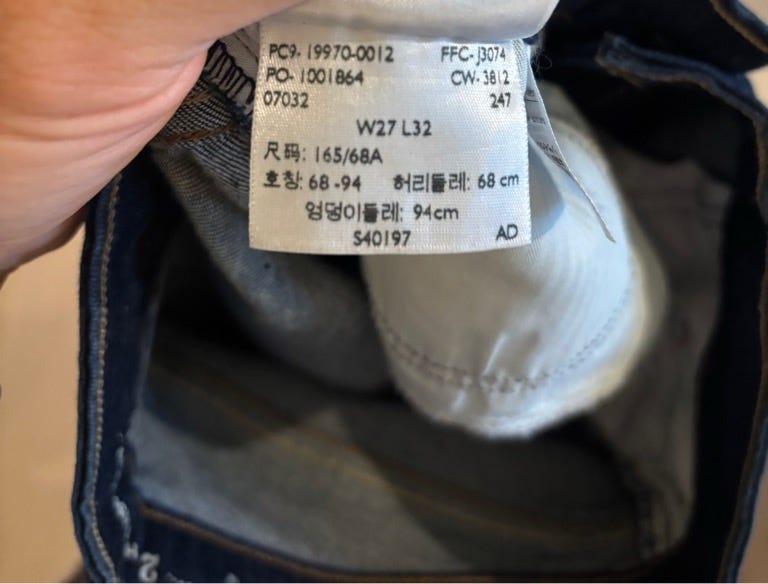 PC9- 19970-0012 FFC- J3074
PO- 1001864 CW- 3812
07032 247
W27 L32
尺码: 165/68A
호칭: 68 -94 허리둘레: 68 cm
엉덩이둘레: 94cm
S40197 AD